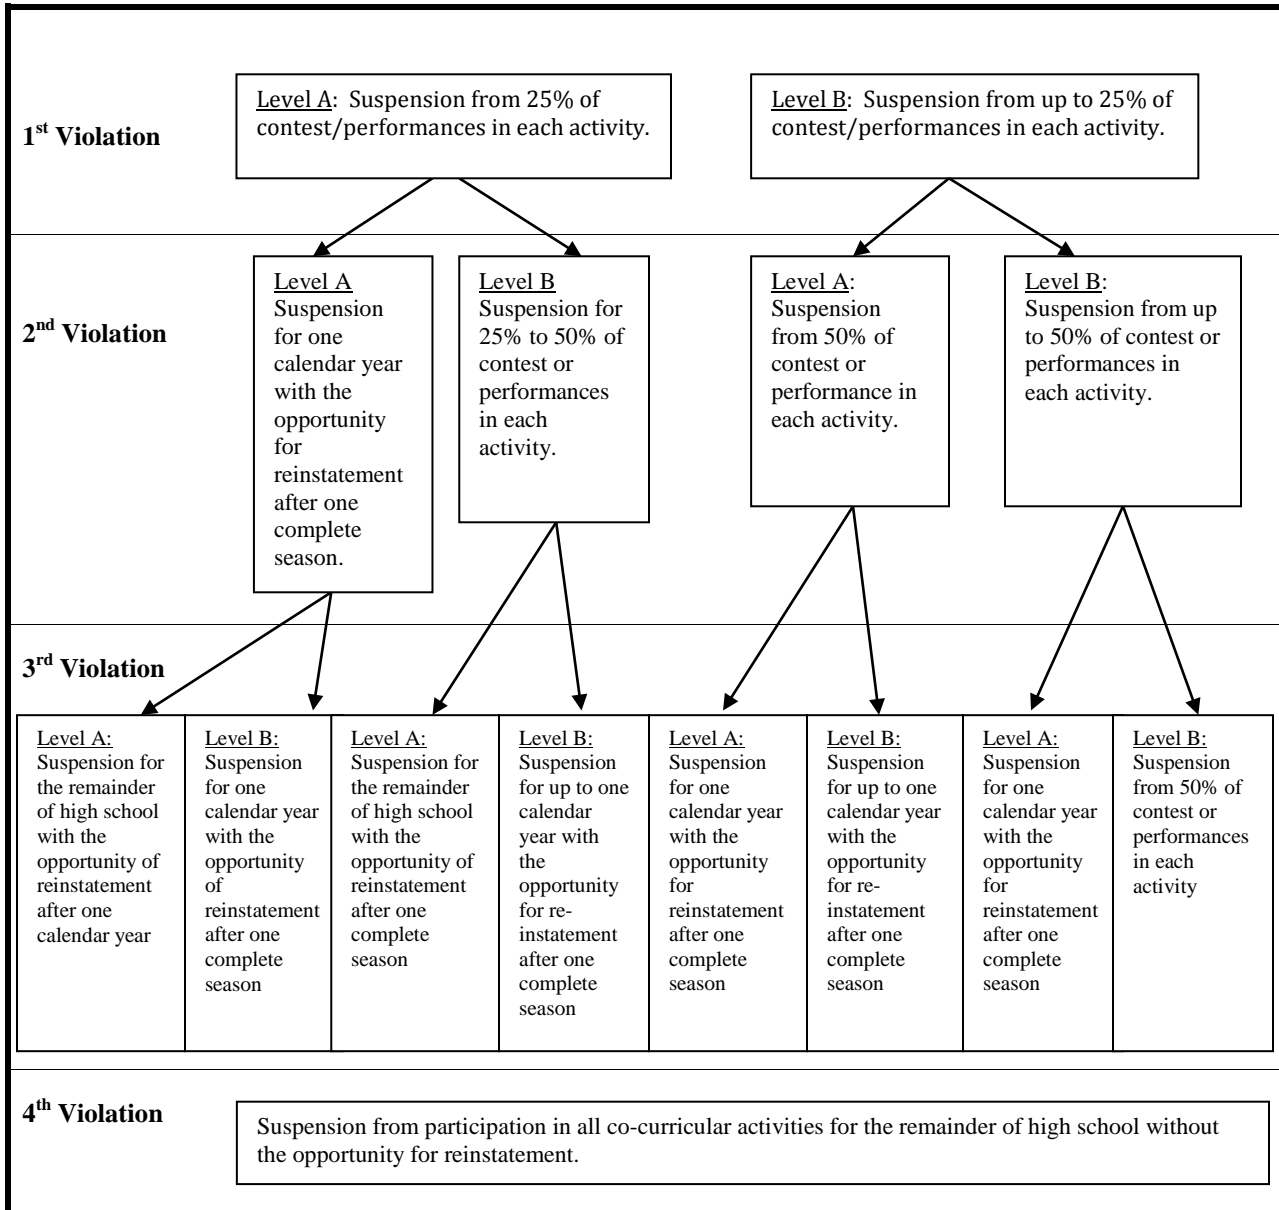 1st Violation
Level A:  Suspension from 25% of
contest/performances in each activity.
Level B:  Suspension from up to 25% of
contest/performances in each activity.
2nd Violation
Level A
Suspension
for one
calendar year
with the
opportunity
for
reinstatement
after one
complete
season.
Level B
Suspension for
25% to 50% of
contest or
performances
in each
activity.
Level A:
Suspension
from 50% of
contest or
performance in
each activity.
Level B:
Suspension from up
to 50% of contest or
performances in
each activity.
3rd Violation
Level A:
Suspension for
the remainder
of high school
with the
opportunity of
reinstatement
after one
calendar year
Level B:
Suspension
for one
calendar year
with the
opportunity
of
reinstatement
after one
complete
season
Level A:
Suspension for
the remainder
of high school
with the
opportunity of
reinstatement
after one
complete
season
Level B:
Suspension
for up to one
calendar
year with
the
opportunity
for re-
instatement
after one
complete
season
Level A:
Suspension
for one
calendar year
with the
opportunity
for
reinstatement
after one
complete
season
Level B:
Suspension
for up to one
calendar year
with the
opportunity
for re-
instatement
after one
complete
season
Level A:
Suspension
for one
calendar year
with the
opportunity
for
reinstatement
after one
complete
season
Level B:
Suspension
from 50% of
contest or
performances
in each
activity
4th Violation
Suspension from participation in all co-curricular activities for the remainder of high school without
the opportunity for reinstatement.